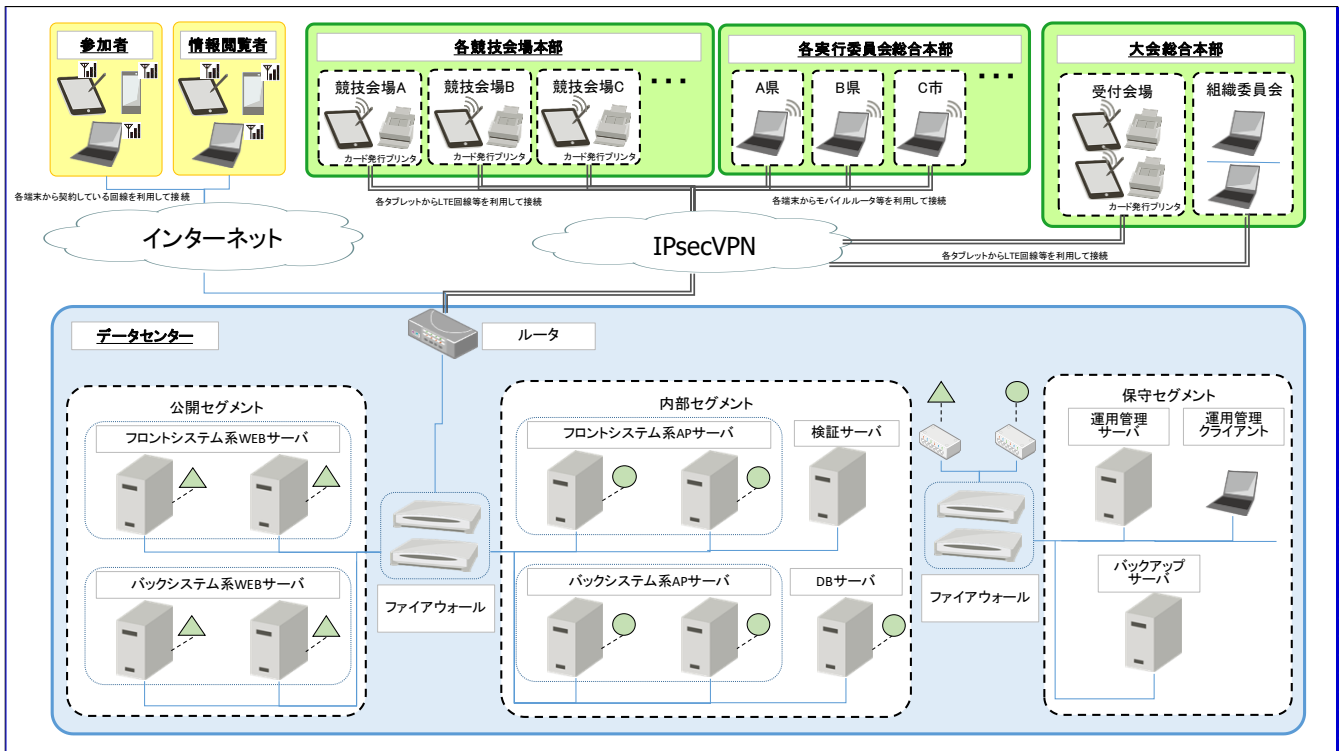 参加者
情報閲覧者
各競技会場本部
各実行委員会総合本部
大会総合本部
競技会場A
競技会場B
競技会場C
・・・
A県
B県
C市
・・・
受付会場
組織委員会
カード発行プリンタ
カード発行プリンタ
カード発行プリンタ
カード発行プリンタ
各端末から契約している回線を利用して接続
各タブレットからLTE回線等を利用して接続
各端末からモバイルルータ等を利用して接続
インターネット
IPsecVPN
各タブレットからLTE回線等を利用して接続
データセンター
ルータ
公開セグメント
内部セグメント
保守セグメント
フロントシステム系WEBサーバ
フロントシステム系APサーバ
検証サーバ
運用管理
サーバ
運用管理
クライアント
バックシステム系WEBサーバ
ファイアウォール
バックシステム系APサーバ
DBサーバ
ファイアウォール
バックアップ
サーバ